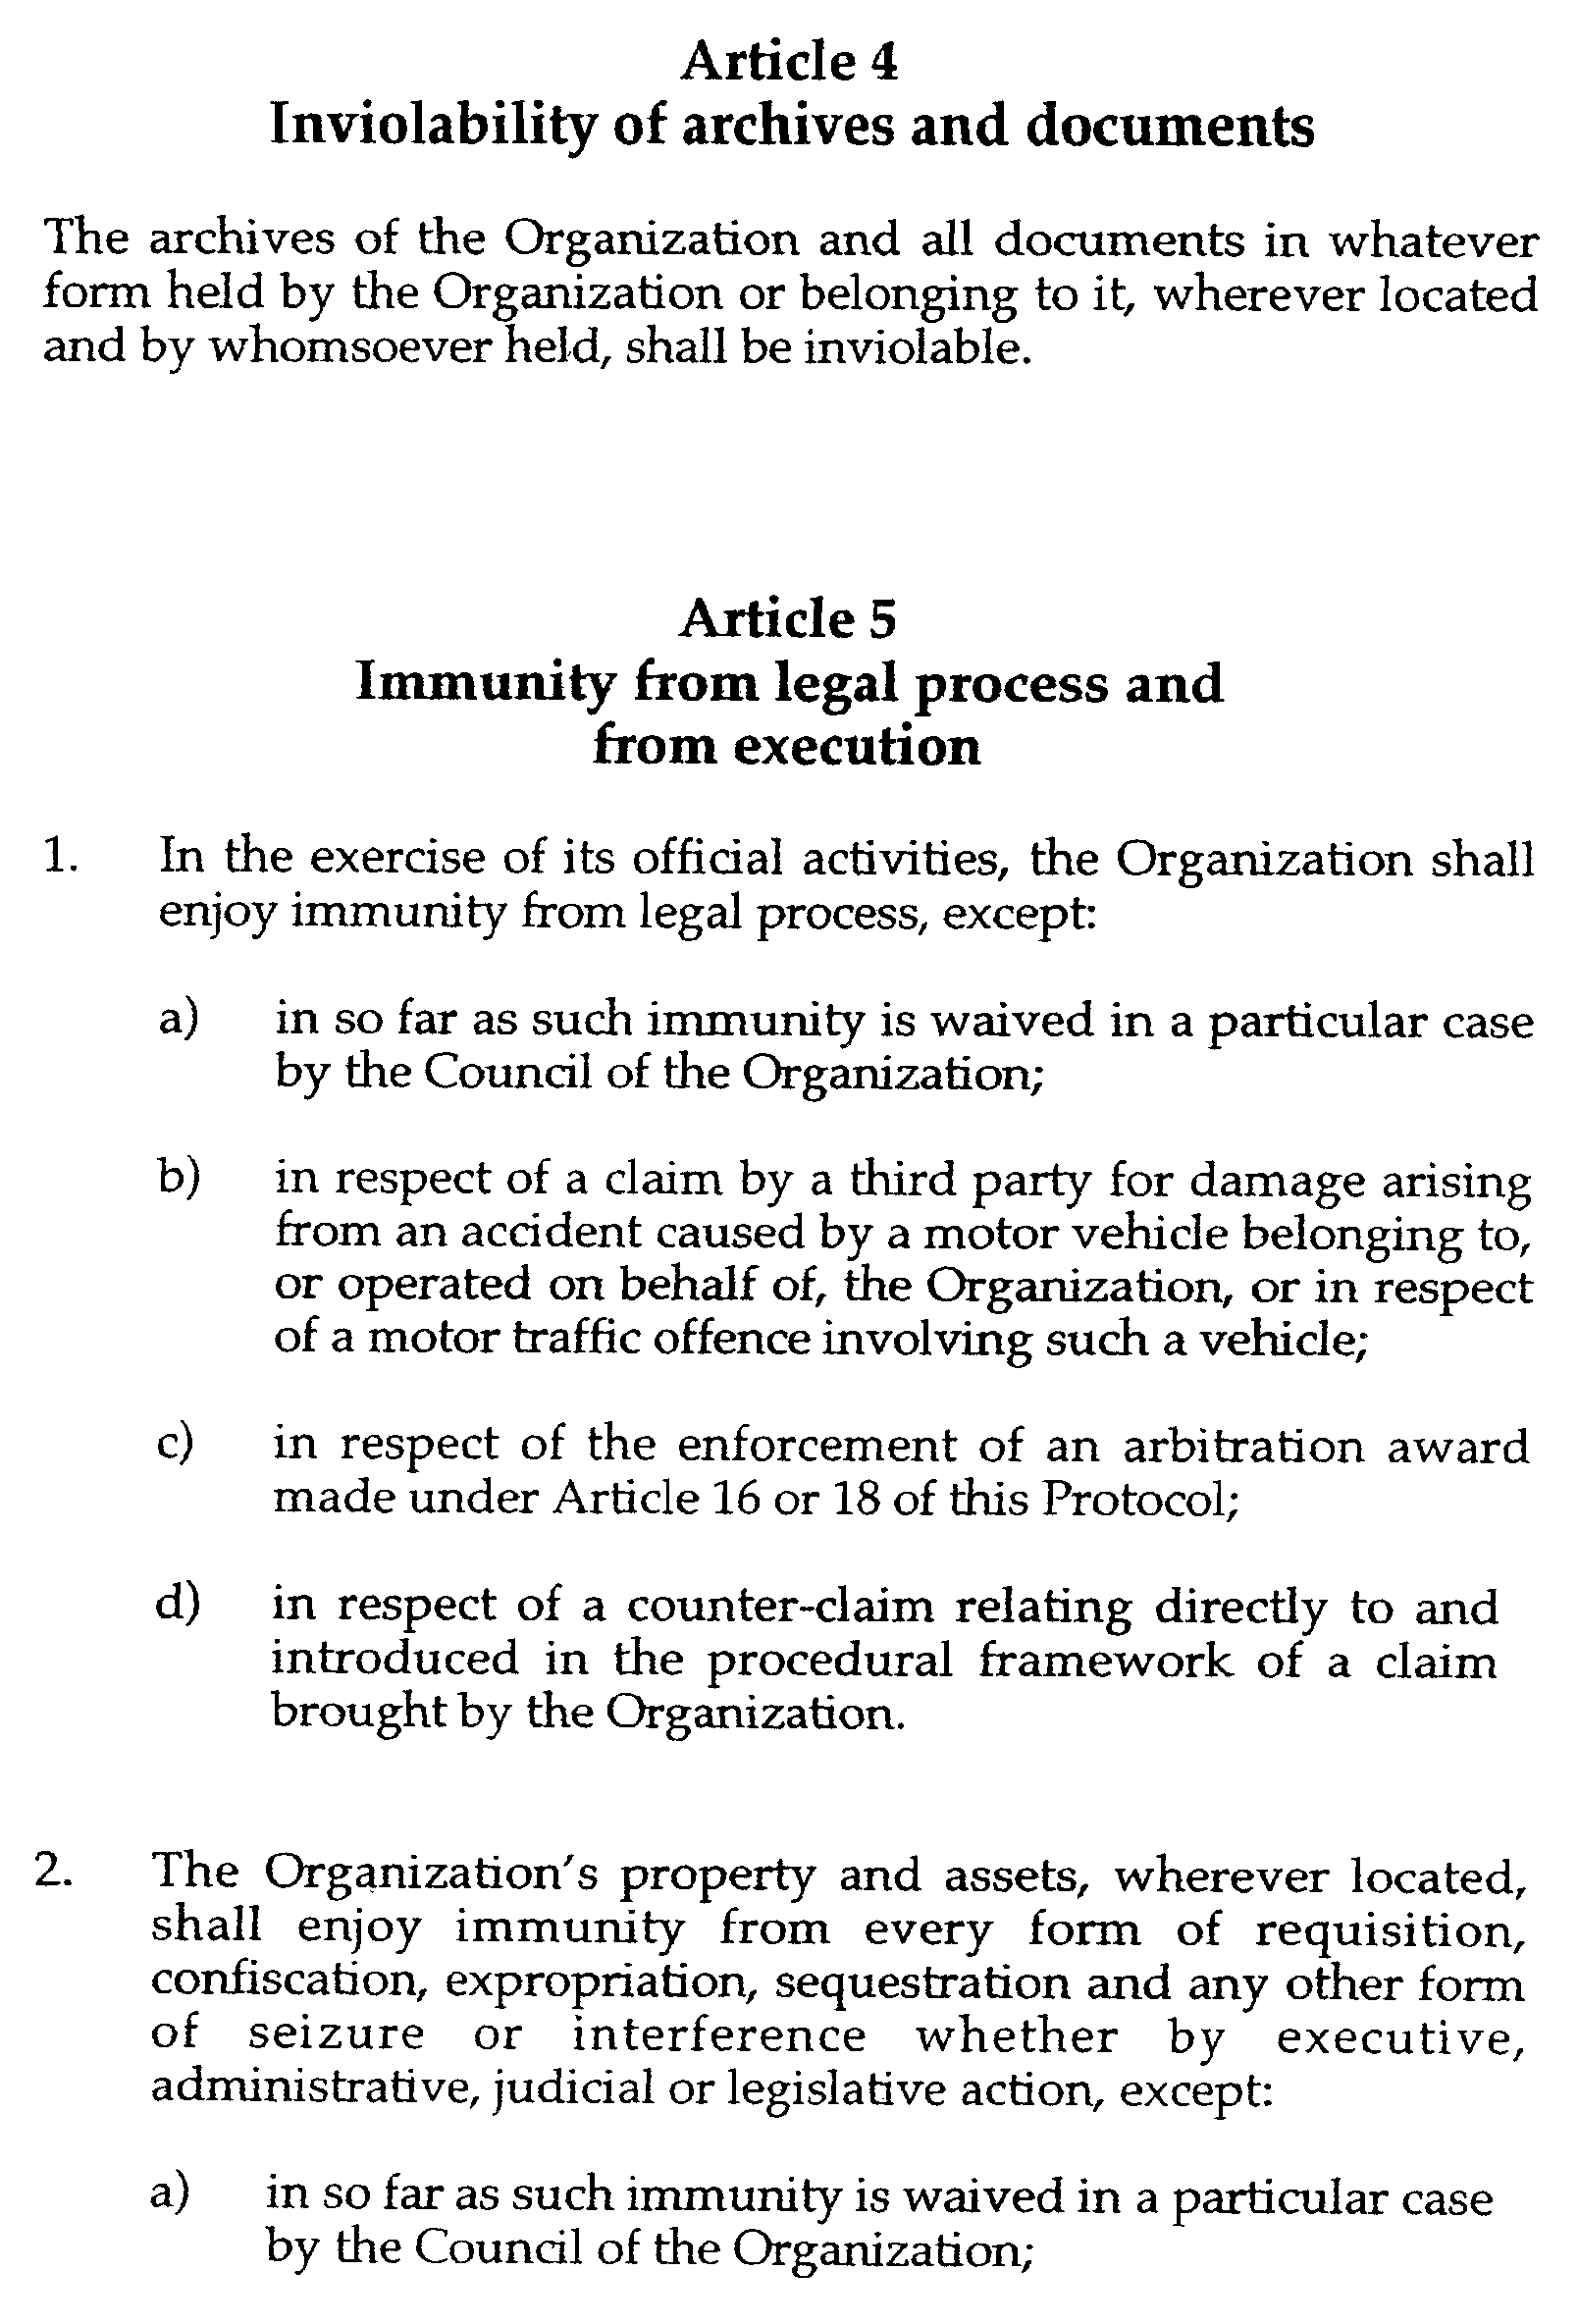 Article 4
Inviolability of archives and documents
The archives of the Organization and all documents in whatever
form held by the Organization or belonging to it, wherever located
and by whomsoever held, shall be inviolable.
Article 5
Immunity from legal process and
from execution
1. In the exercise of its official activities, the Organization shall
enjoy immunity from legal process, except:
a) in so far as such immunity is waived in a particular case
by the Council of the Organization;
b) in respect of a claim by a third party for damage arising
from an accident caused by a motor vehicle belonging to,
or operated on behalf of, the Organization, or in respect
of a motor traffic offence involving such a vehicle;
c) in respect of the enforcement of an arbitration award
made under Article 16 or 18 of this Protocol;
d) in respect of a counter-claim relating directly to and
introduced in the procedural framework of a claim
brought by the Organization.
2. The Organization's property and assets, wherever located,
shall enjoy immunity from every form of requisition,
confiscation, expropriation, sequestration and any other form
of seizure or interference whether by executive,
administrative, judicial or legislative action, except:
a) in so far as such immunity is waived in a particular case
by the Council of the Organization;